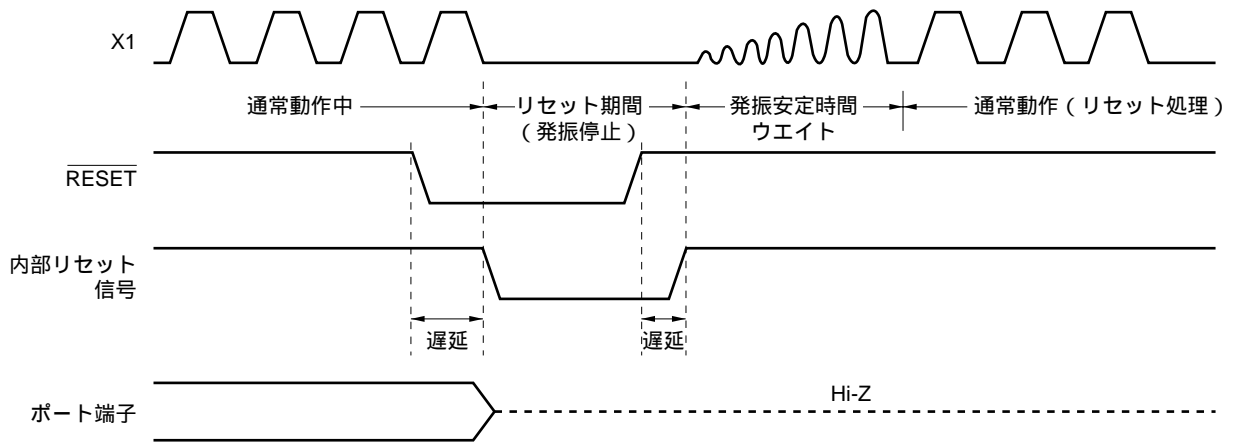 X1
通常動作中
リセット期間
（発振停止）
発振安定時間
ウエイト
通常動作（リセット処理）
RESET
内部リセット
信号
遅延
遅延
ポート端子
Hi-Z